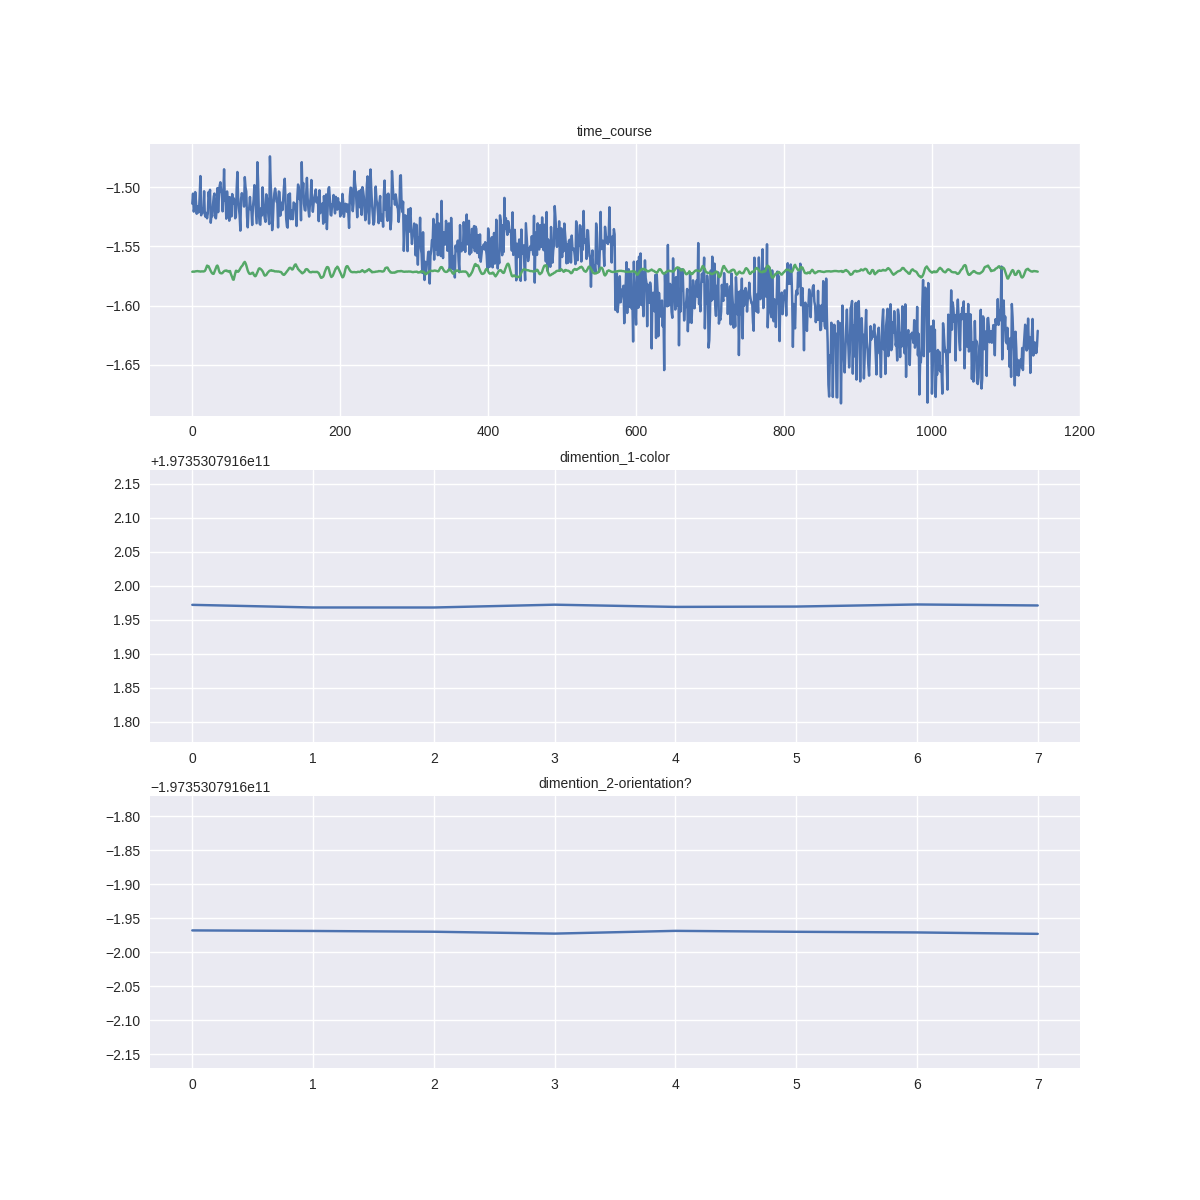 time_course
−1.50
−1.55
−1.60
−1.65
0 200 400 600 800 1000 1200
+1.9735307916e11
dimention_1-color
2.15
2.10
2.05
2.00
1.95
1.90
1.85
1.80
0 1 2 3 4 5 6 7
−1.9735307916e11
dimention_2-orientation?
−1.80
−1.85
−1.90
−1.95
−2.00
−2.05
−2.10
−2.15
0 1 2 3 4 5 6 7